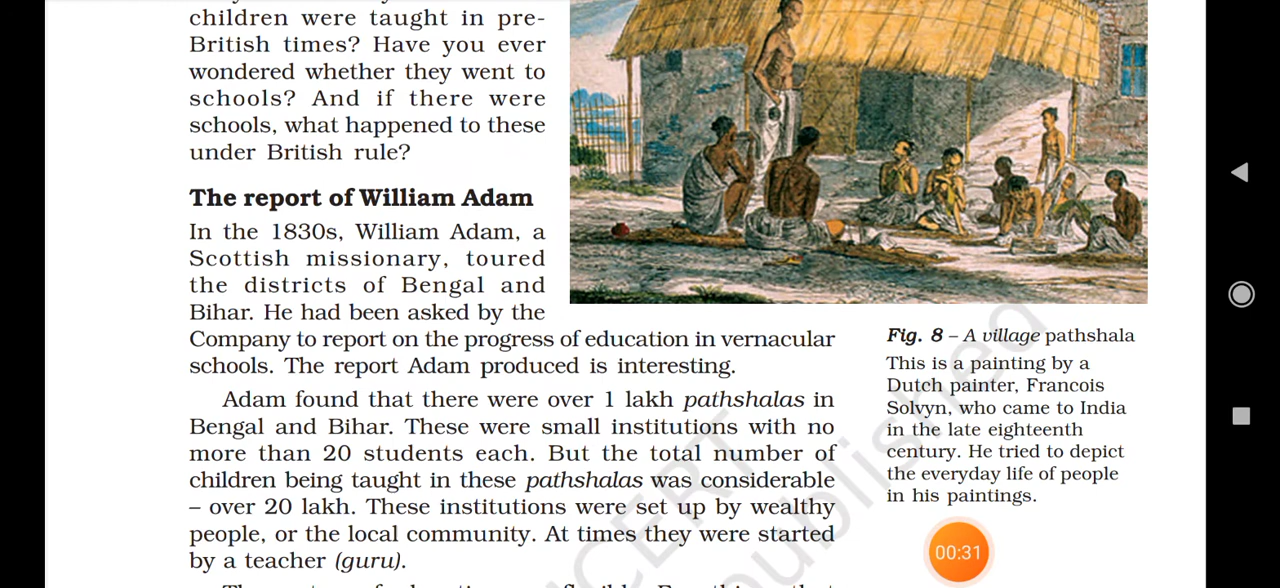 children were taught in pre-
British times? Have you ever
wondered whether they went to
schools? And if there were
schools, what happened to these
under British rule?
The report of William Adam
In the 1830s, William Adam, a
Scottish missionary, toured
the districts of Bengal and
Bihar. He had been asked by the
Company to report on the progress of education in vernacular
schools. The report Adam produced is interesting.
Adam found that there were over 1 lakh pathshalas in
Bengal and Bihar. These were small institutions with no
more than 20 students each. But the total number of
children being taught in these pathshalas was considerable
– over 20 lakh. These institutions were set up by wealthy
people, or the local community. At times they were started
by a teacher (guru).
Fig. 8 – A village pathshala
This is a painting by a
Dutch painter, Francois
Solvyn, who came to India
in the late eighteenth
century. He tried to depict
the everyday life of people
in his paintings.
NCERT
published
00:31